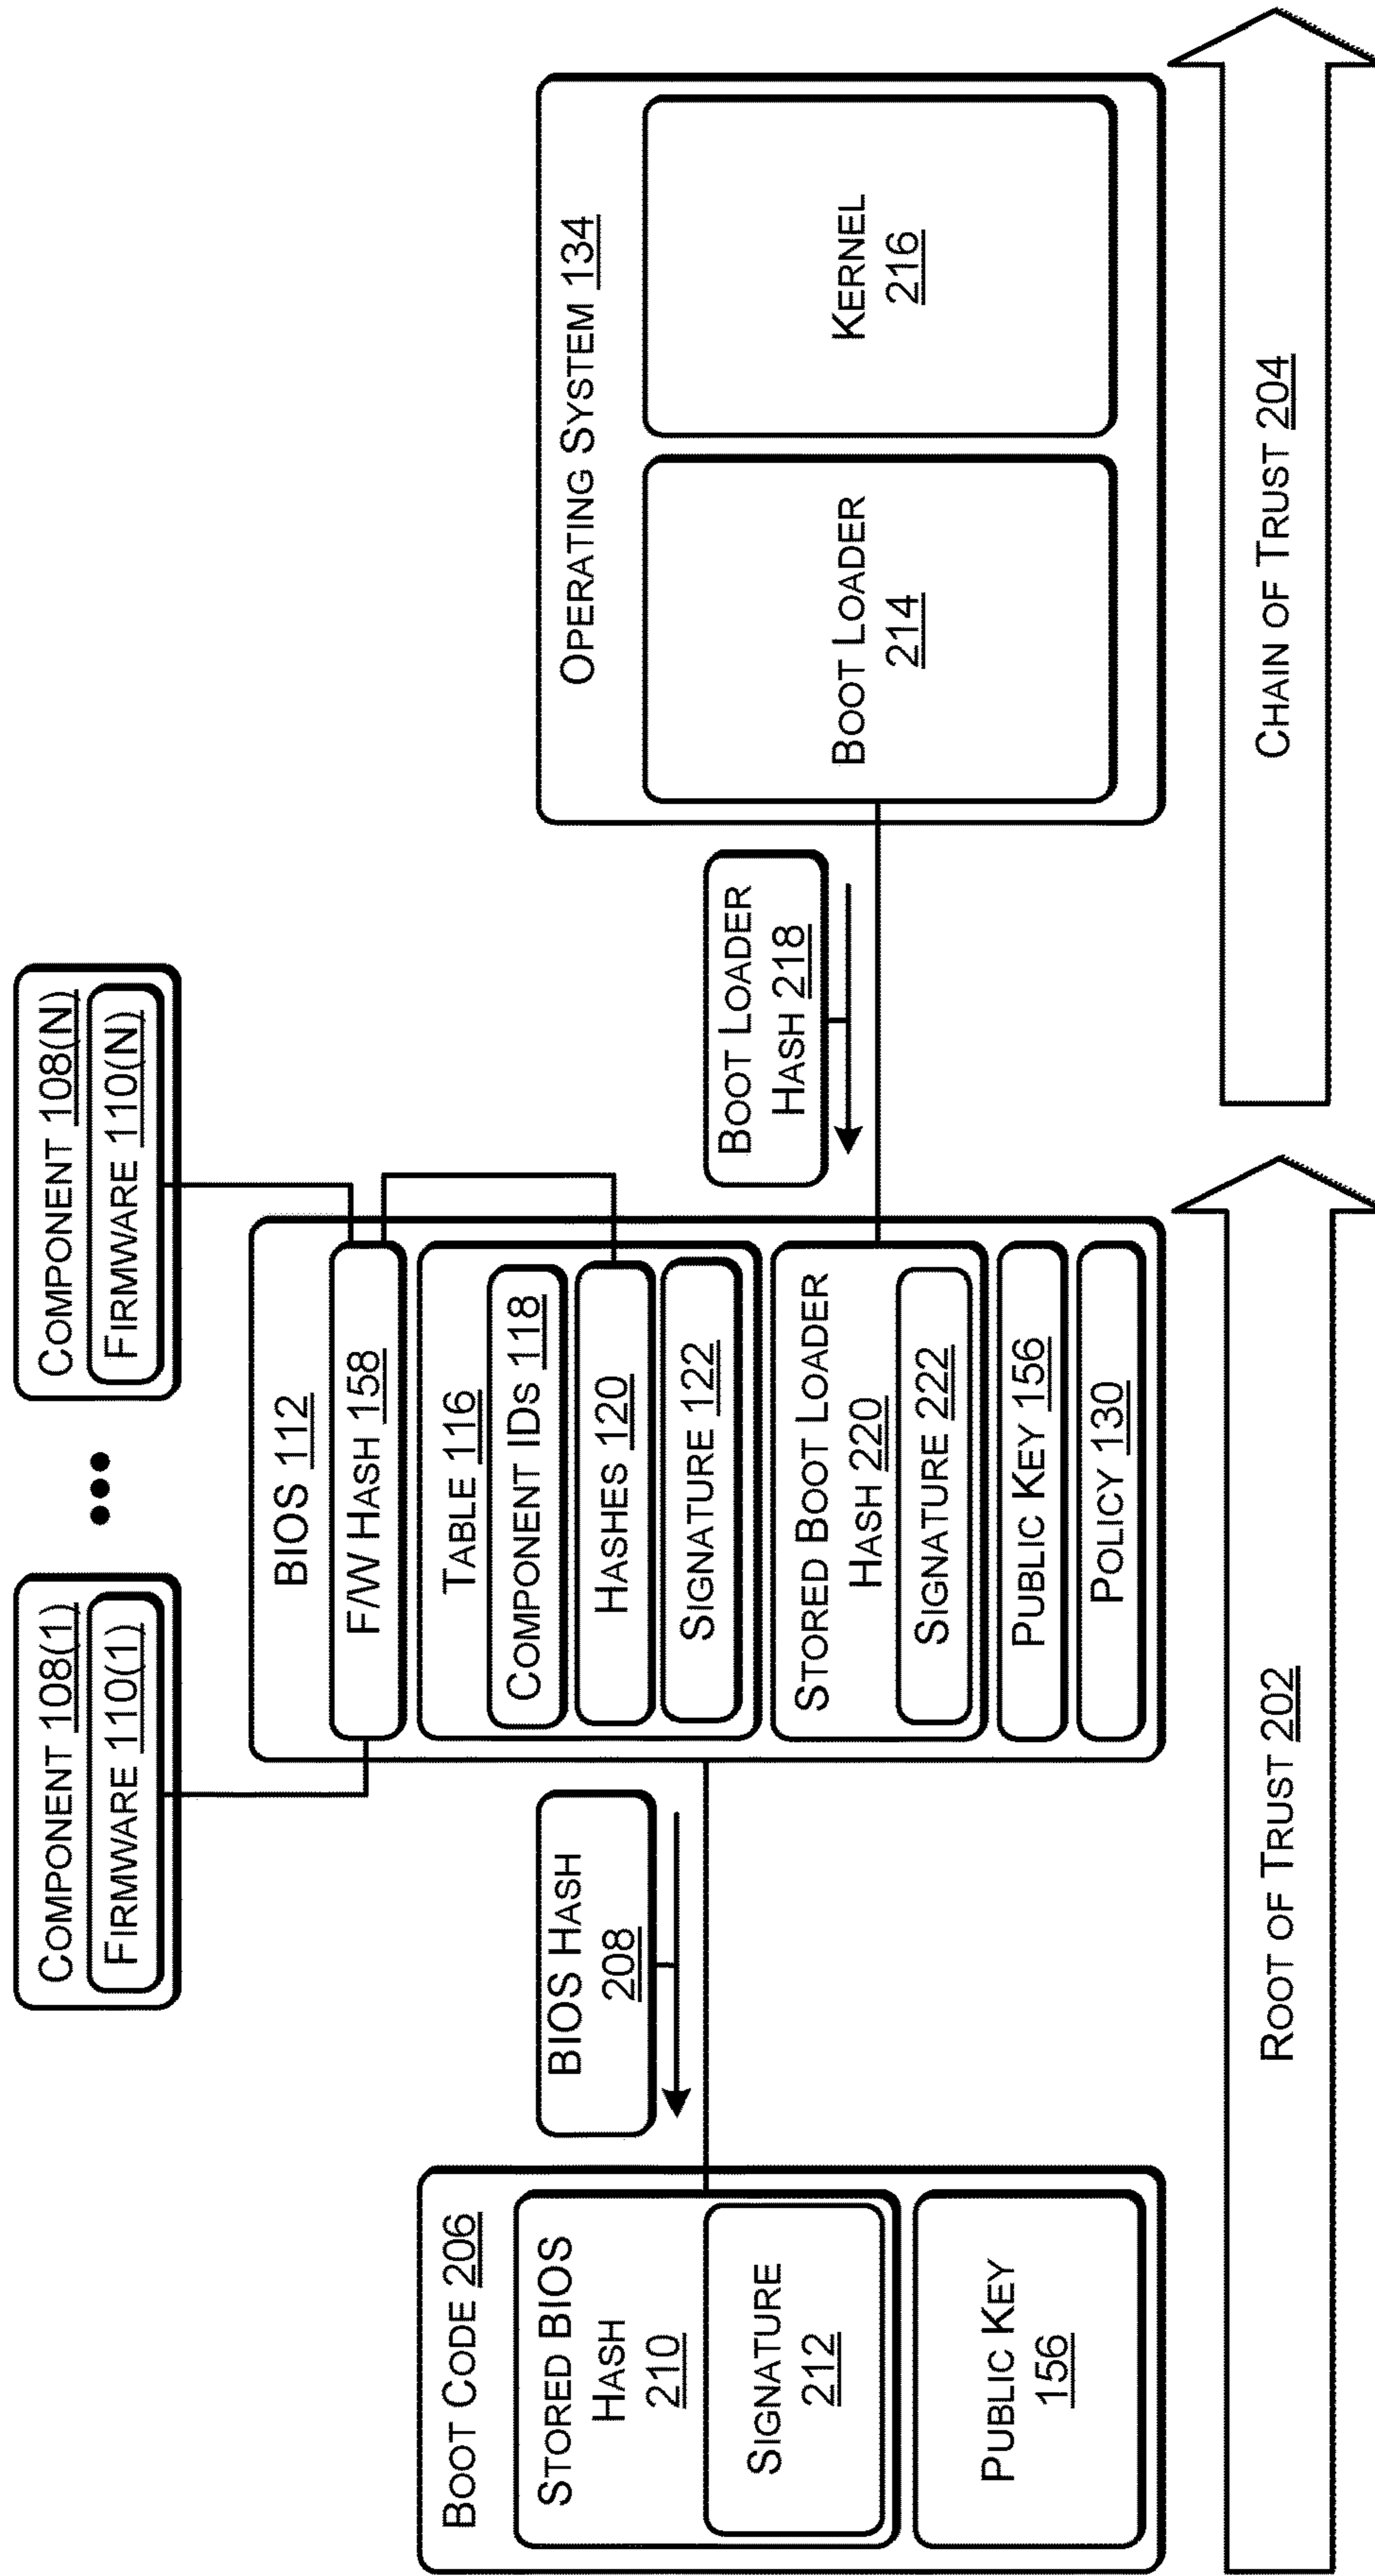 COMPONENT 108(1)
FIRMWARE 110(1)
COMPONENT 108(N)
FIRMWARE 110(N)
BOOT CODE 206
STORED BIOS
HASH
210
SIGNATURE
212
PUBLIC KEY
156
BIOS HASH
208
BIOS 112
F/W HASH 158
TABLE 116
COMPONENT IDS 118
HASHES 120
SIGNATURE 122
STORED BOOT LOADER
HASH 220
SIGNATURE 222
PUBLIC KEY 156
POLICY 130
BOOT LOADER
HASH 218
OPERATING SYSTEM 134
BOOT LOADER
214
KERNEL
216
ROOT OF TRUST 202
CHAIN OF TRUST 204